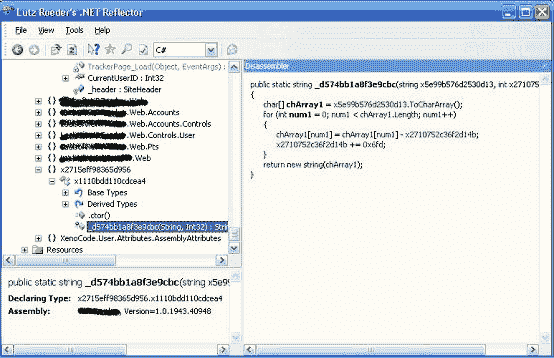 Lutz Roeder's .NET Reflector
File View Tools Help
C#
TrackerPage_Load(Object, EventArgs) :
CurrentUserID : Int32
_header : SiteHeader
{}
{} .Web.Accounts
{} .Web.Accounts.Controls
{} .Web.Controls.User
{} .Web.Pts
{} .Web
{} x2715eff98365d956
x1110bdd110cdcea4
Base Types
Derived Types
.ctor()
_d574bb1a8f3e9cbc(String, Int32) : Stri
{} XenoCode.User.Attributes.AssemblyAttributes
Resources
public static string _d574bb1a8f3e9cbc(string x5e99
Declaring Type: x2715eff98365d956.x1110bdd110cdcea4
Assembly: , Version=1.0.1943.40948
Disassembler
public static string _d574bb1a8f3e9cbc(string x5e99b576d2530d13, int x271075
{
char[] chArray1 = x5e99b576d2530d13.ToCharArray();
for (int num1 = 0; num1 < chArray1.Length; num1++)
{
chArray1[num1] = chArray1[num1] - x2710752c36f2d14b;
x2710752c36f2d14b += 0x6fd;
}
return new string(chArray1);
}